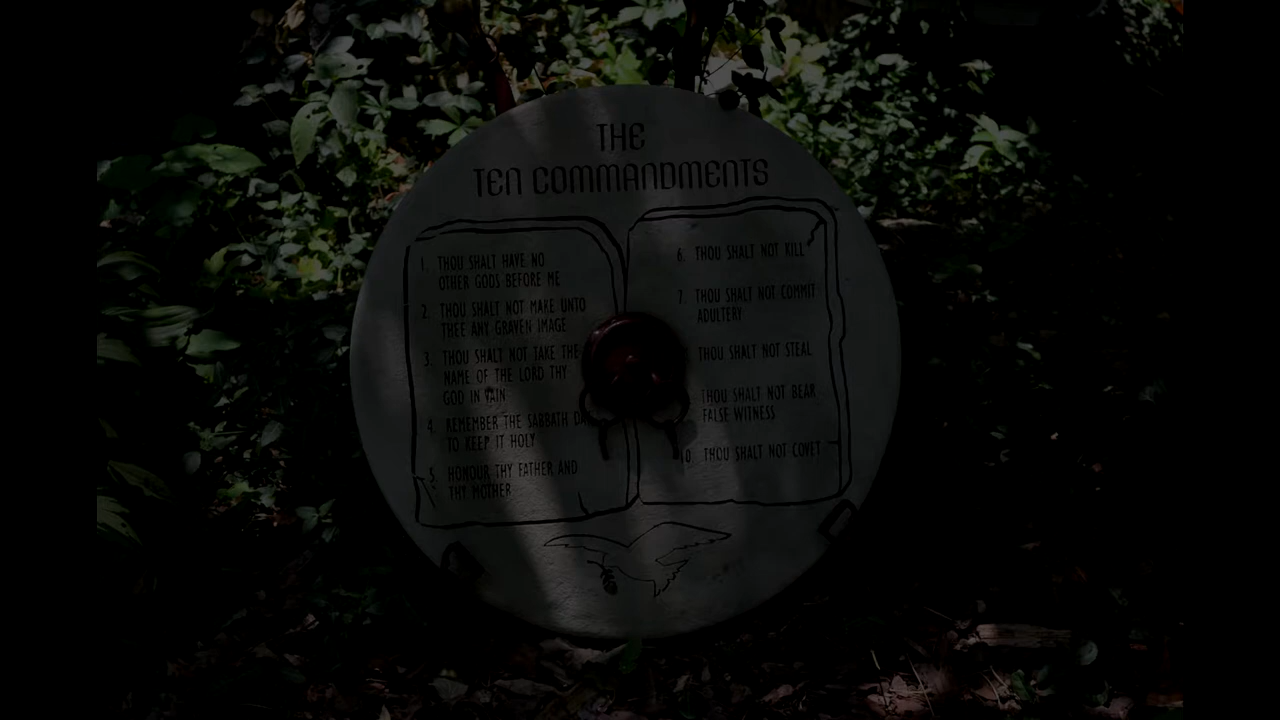 THE
TEN COMMANDMENTS
1. THOU SHALT HAVE NO
OTHER GODS BEFORE ME
2. THOU SHALT NOT MAKE UNTO
THEE ANY GRAVEN IMAGE
3. THOU SHALT NOT TAKE THE
NAME OF THE LORD THY
GOD IN VAIN
4. REMEMBER THE SABBATH DA
TO KEEP IT HOLY
5. HONOUR THY FATHER AND
THY MOTHER
6. THOU SHALT NOT KILL
7. THOU SHALT NOT COMMIT
ADULTERY
THOU SHALT NOT STEAL
THOU SHALT NOT BEAR
FALSE WITNESS
10 THOU SHALT NOT COVET